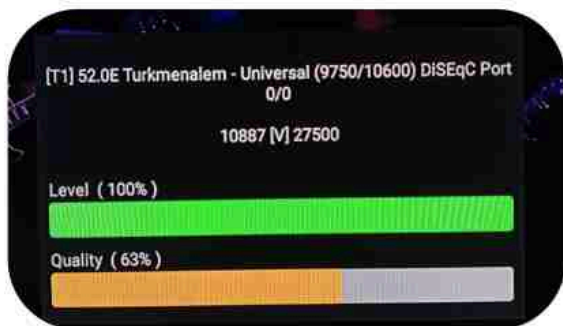 [T1] 52.0E Turkmenalem - Universal (9750/10600) DiSEqC Port
0/0
10887 [V] 27500
Level ( 100% )
Quality ( 63% )